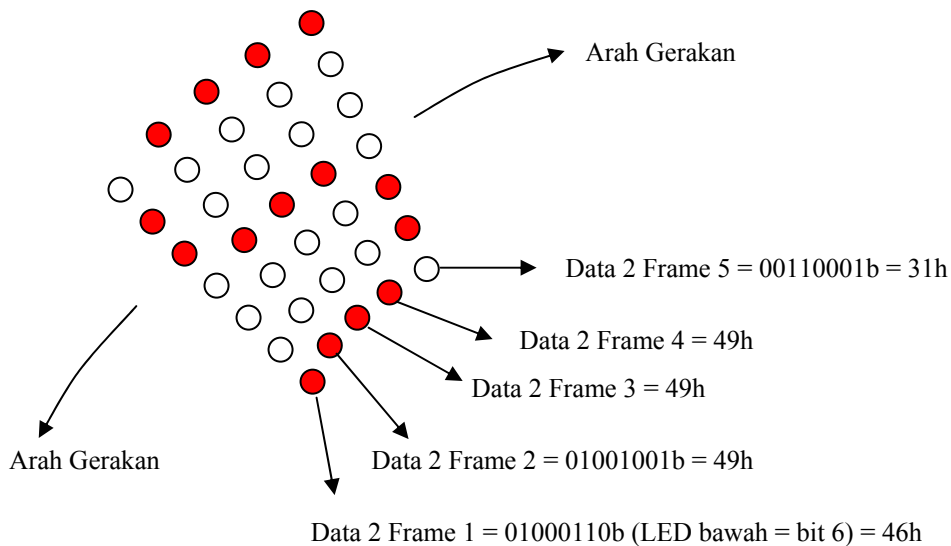 Arah Gerakan
Data 2 Frame 5 = 00110001b = 31h
Data 2 Frame 4 = 49h
Data 2 Frame 3 = 49h
Arah Gerakan
Data 2 Frame 2 = 01001001b = 49h
Data 2 Frame 1 = 01000110b (LED bawah = bit 6) = 46h